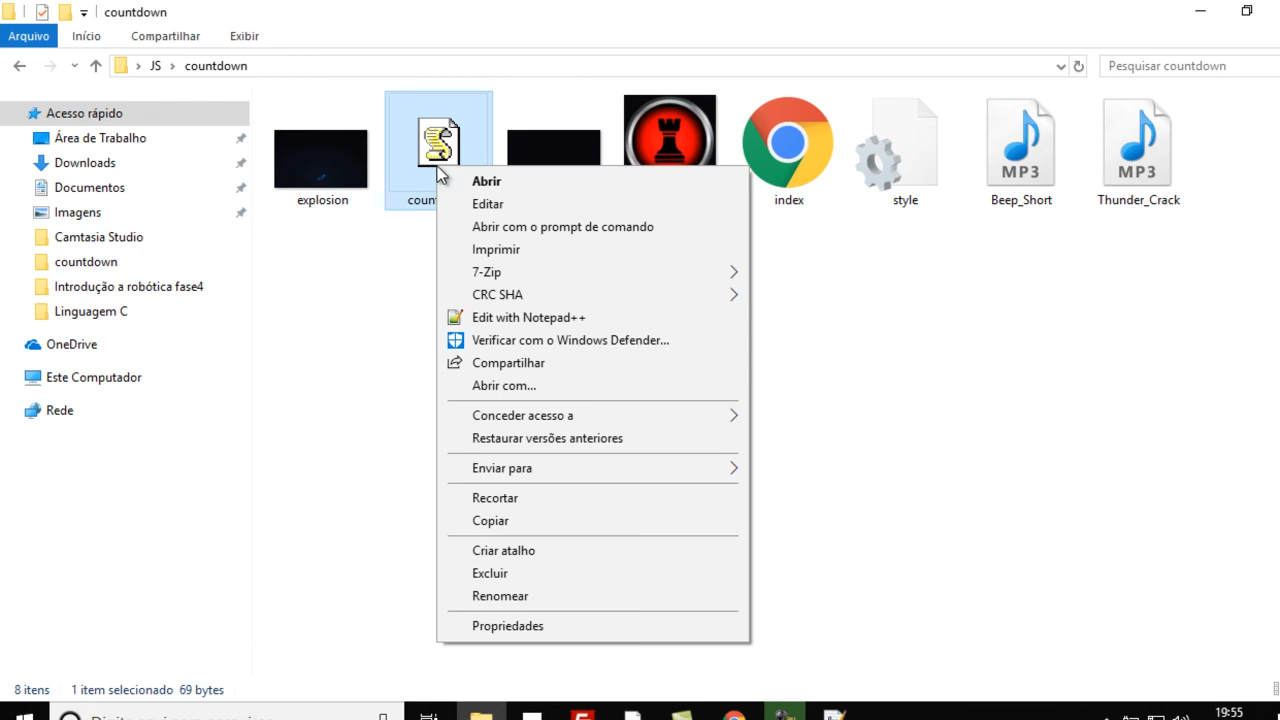 countdown
Arquivo Início Compartilhar Exibir
JS countdown Pesquisar countdown
Acesso rápido
Área de Trabalho
Downloads
Documentos
Imagens
Camtasia Studio
countdown
Introdução a robótica fase4
Linguagem C
OneDrive
Este Computador
Rede
MP3 MP3
explosion coun index style Beep_Short Thunder_Crack
Abrir
Editar
Abrir com o prompt de comando
Imprimir
7-Zip
CRC SHA
Edit with Notepad++
Verificar com o Windows Defender...
Compartilhar
Abrir com...
Conceder acesso a
Restaurar versões anteriores
Enviar para
Recortar
Copiar
Criar atalho
Excluir
Renomear
Propriedades
8 itens 1 item selecionado 69 bytes
19:55